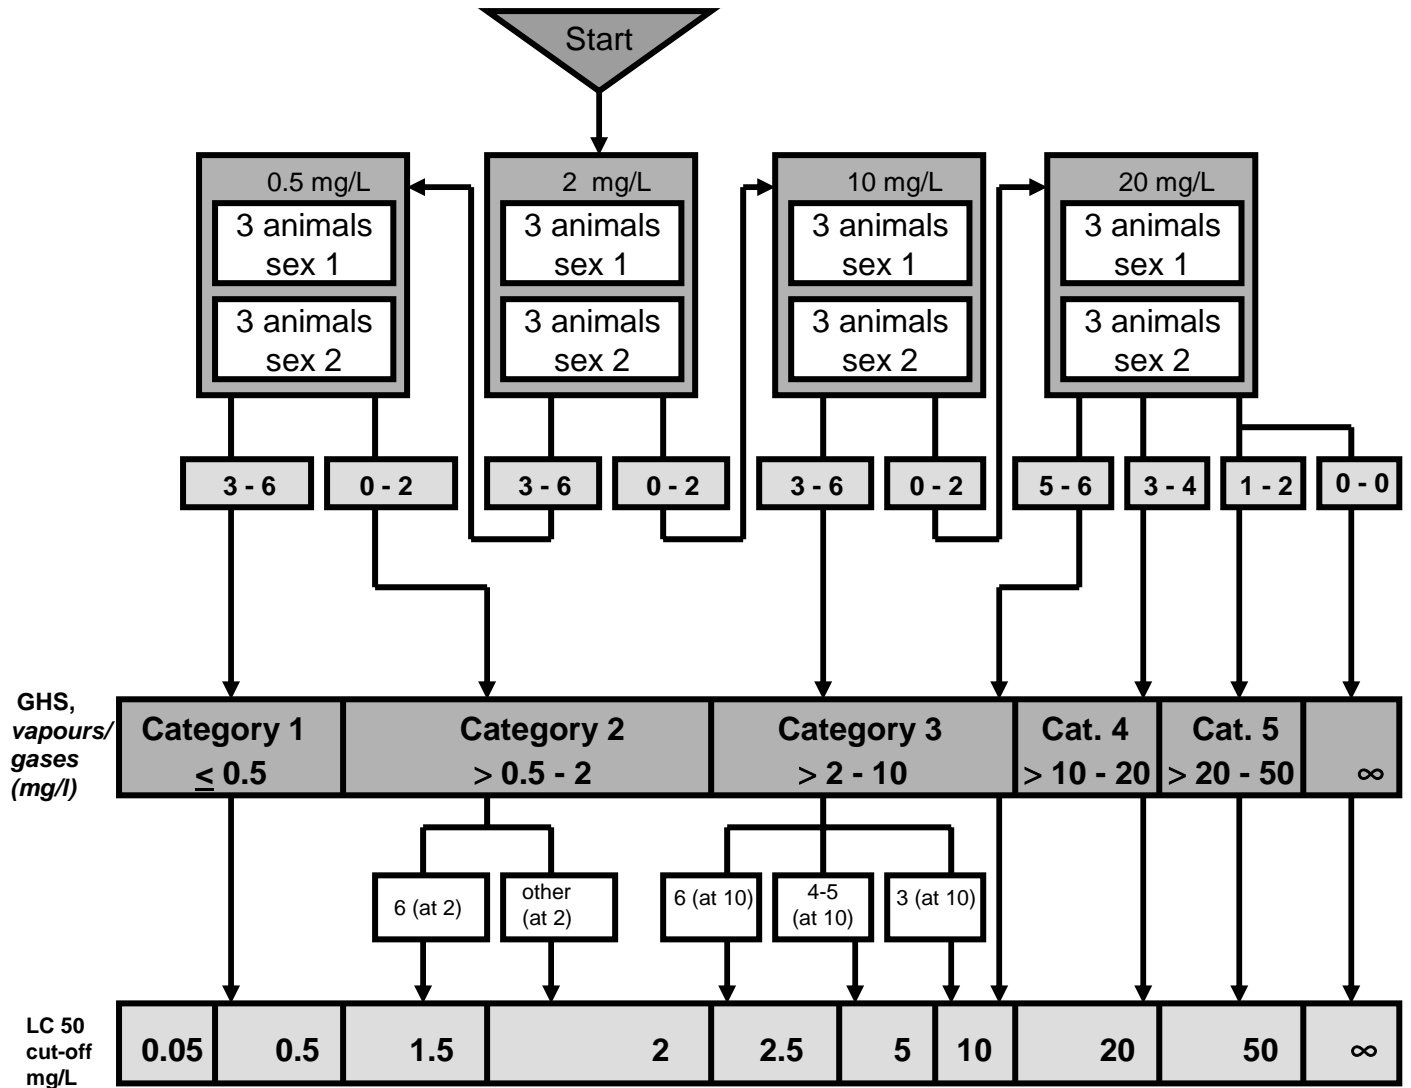 Start
0.5 mg/L
3 animals
sex 1
3 animals
sex 2
2 mg/L
3 animals
sex 1
3 animals
sex 2
10 mg/L
3 animals
sex 1
3 animals
sex 2
20 mg/L
3 animals
sex 1
3 animals
sex 2
3 - 6
0 - 2
3 - 6
0 - 2
3 - 6
0 - 2
5 - 6
3 - 4
1 - 2
0 - 0
GHS,
vapours/
gases
(mg/l)
Category 1
≤ 0.5
Category 2
> 0.5 - 2
Category 3
> 2 - 10
Cat. 4
> 10 - 20
Cat. 5
> 20 - 50
∞
6 (at 2)
other
(at 2)
6 (at 10)
4-5
(at 10)
3 (at 10)
LC 50
cut-off
mg/L
0.05
0.5
1.5
2
2.5
5
10
20
50
∞